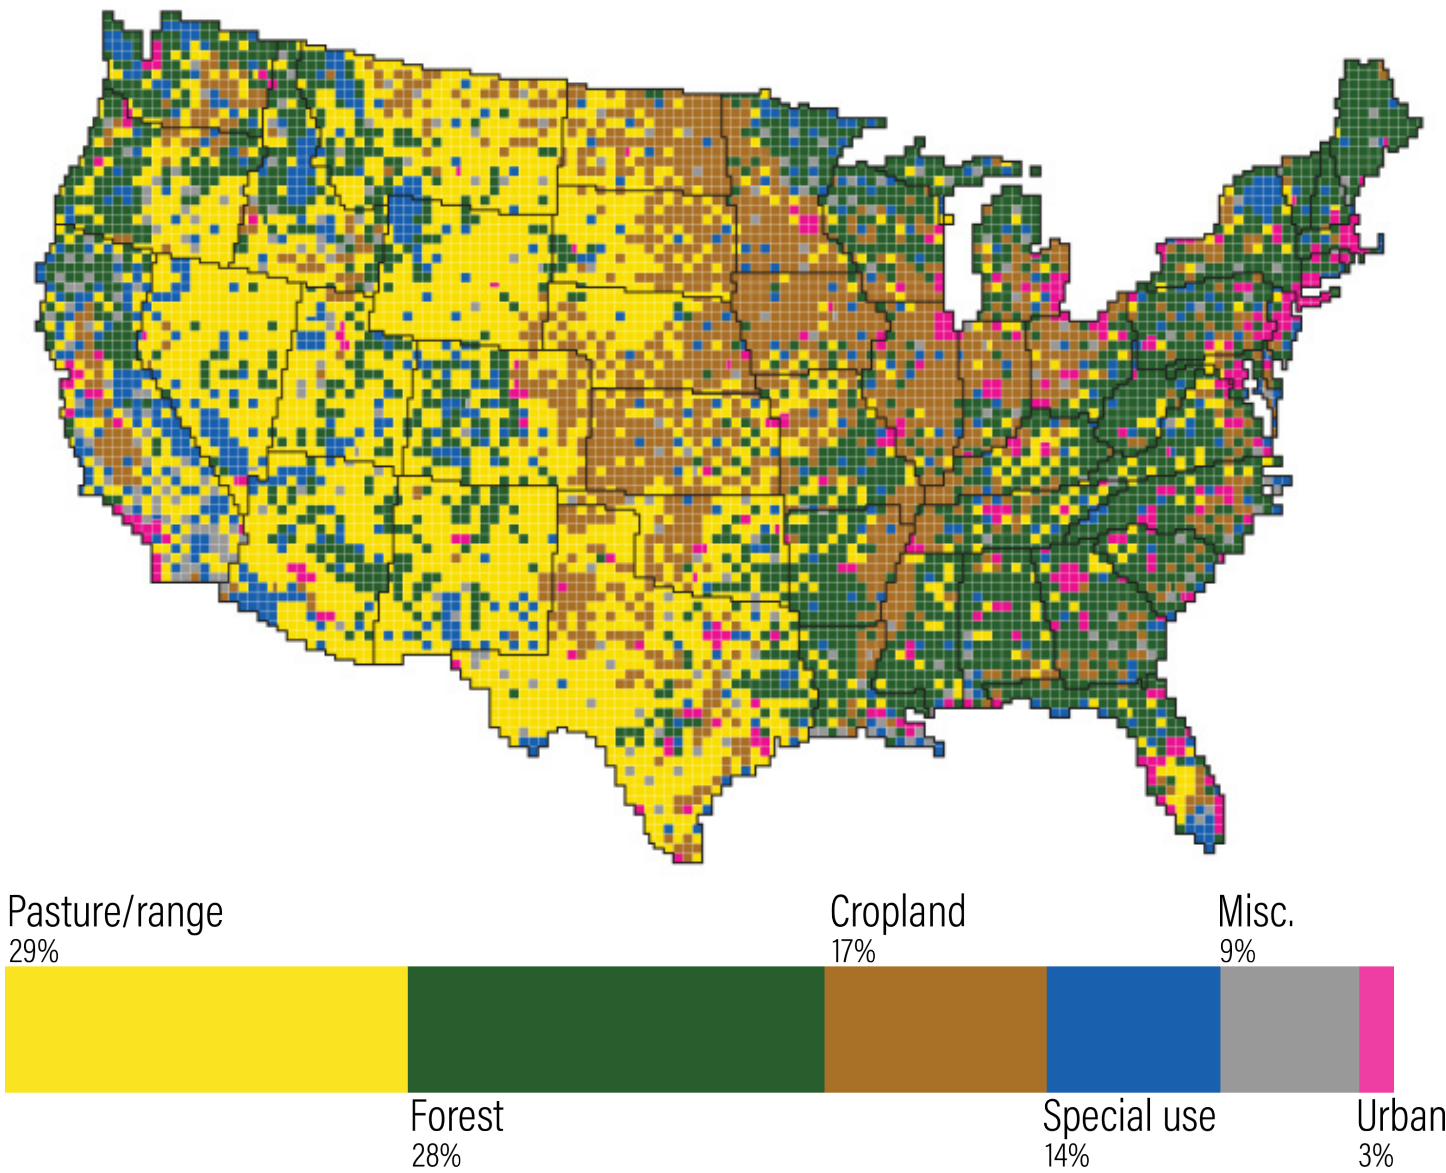 Pasture/range
29%
Cropland
17%
Misc.
9%
Forest
28%
Special use
14%
Urban
3%